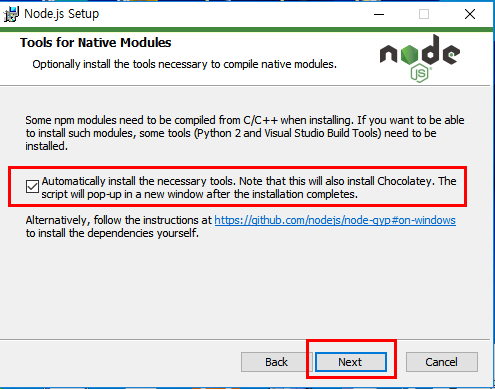 Node.js Setup
Tools for Native Modules
Optionally install the tools necessary to compile native modules.
node
JS
Some npm modules need to be compiled from C/C++ when installing. If you want to be able
to install such modules, some tools (Python 2 and Visual Studio Build Tools) need to be
installed.
Automatically install the necessary tools. Note that this will also install Chocolatey. The
script will pop-up in a new window after the installation completes.
Alternatively, follow the instructions at https://github.com/nodejs/node-gyp#on-windows
to install the dependencies yourself.
Back Next Cancel